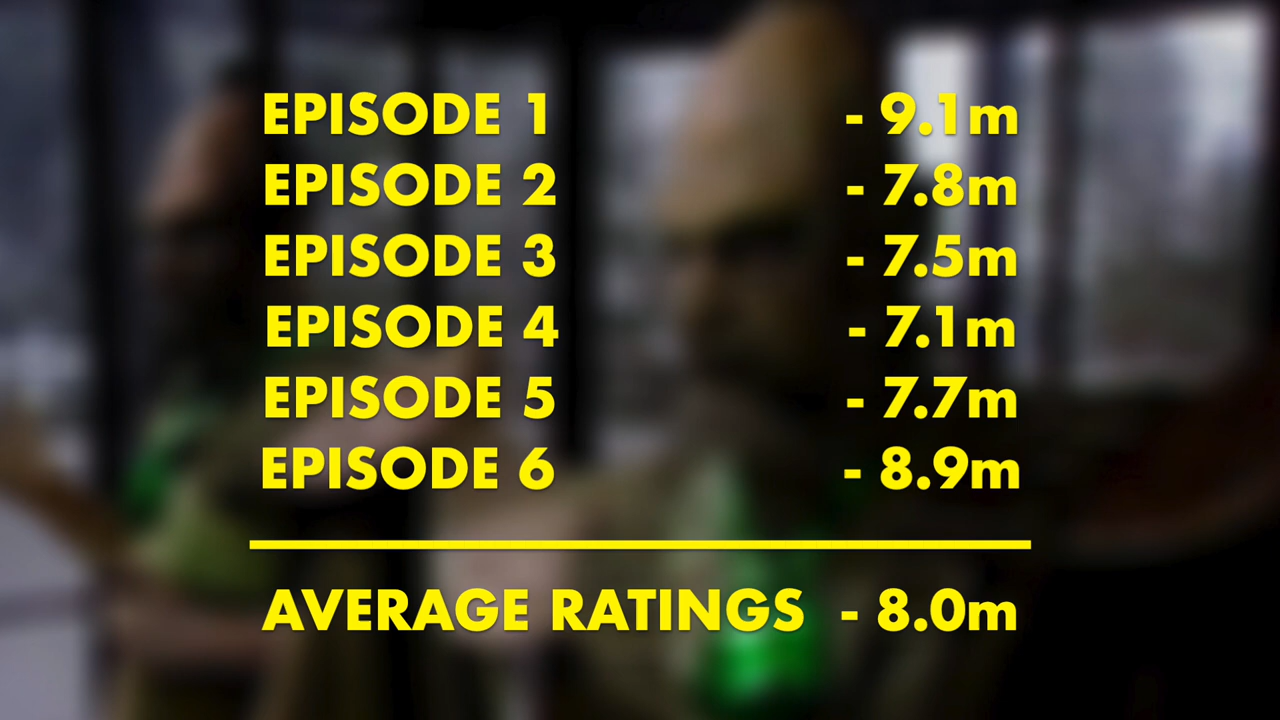 EPISODE 1 - 9.1m
EPISODE 2 - 7.8m
EPISODE 3 - 7.5m
EPISODE 4 - 7.1m
EPISODE 5 - 7.7m
EPISODE 6 - 8.9m
AVERAGE RATINGS - 8.0m